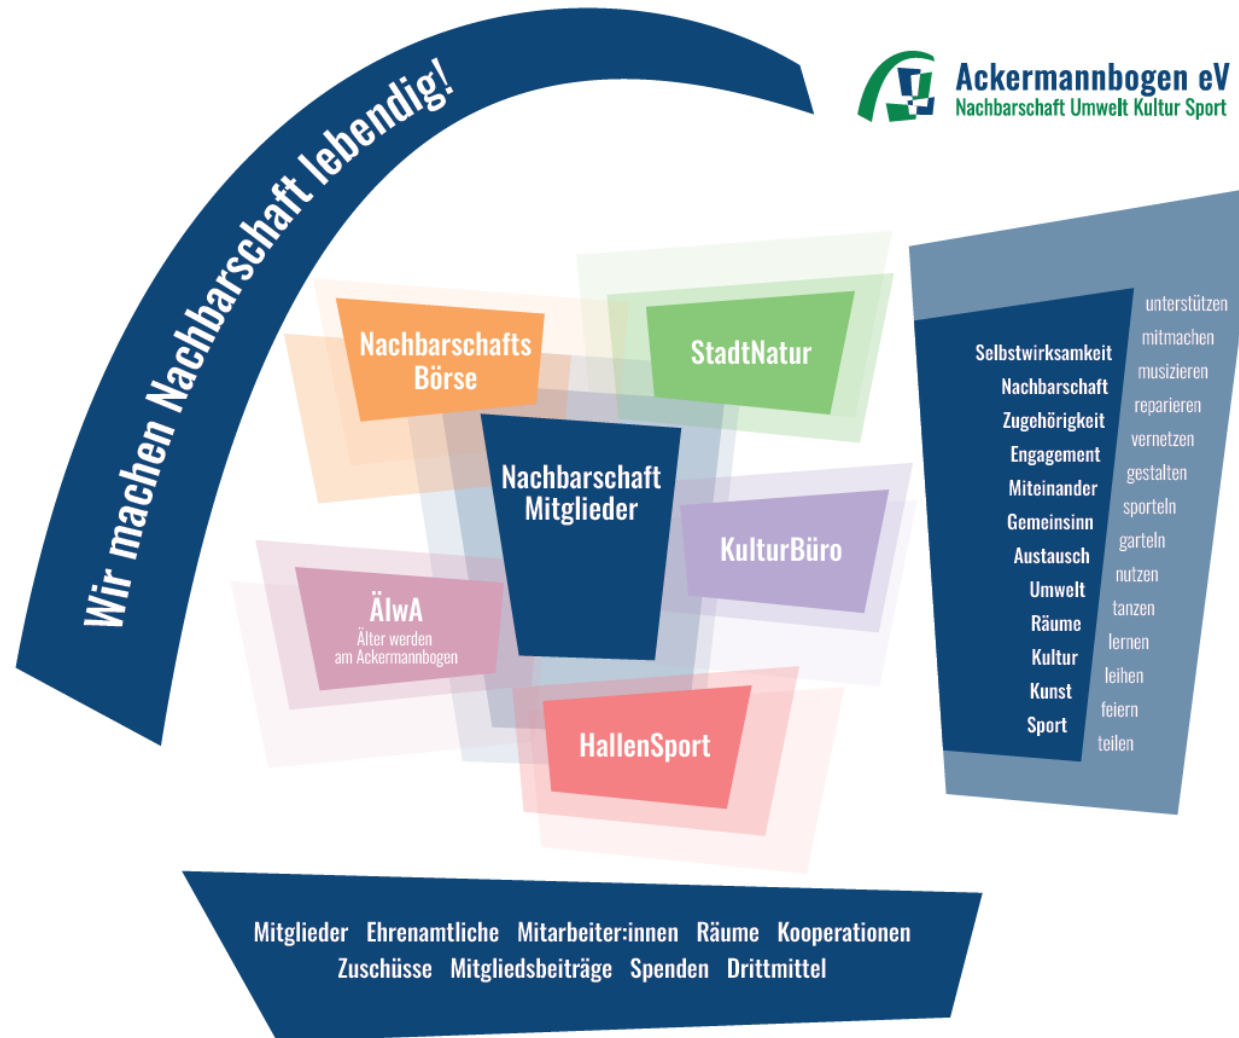 Wir machen Nachbarschaft lebendig!
Ackermannbogen eV
Nachbarschaft Umwelt Kultur Sport
Nachbarschafts
Börse
StadtNatur
Nachbarschaft
Mitglieder
KulturBüro
ÄlwA
Älter werden
am Ackermannbogen
HallenSport
Selbstwirksamkeit
Nachbarschaft
Zugehörigkeit
Engagement
Miteinander
Gemeinsinn
Austausch
Umwelt
Räume
Kultur
Kunst
Sport
unterstützen
mitmachen
musizieren
reparieren
vernetzen
gestalten
sporteln
garteln
nutzen
tanzen
lernen
leihen
feiern
teilen
Mitglieder Ehrenamtliche Mitarbeiter:innen Räume Kooperationen
Zuschüsse Mitgliedsbeiträge Spenden Drittmittel